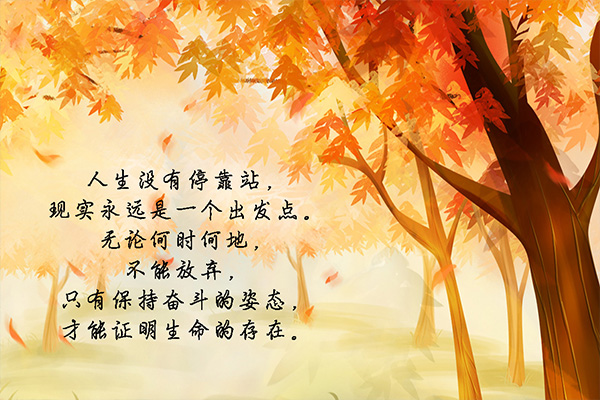 人生没有停靠站，
现实永远是一个出发点。
无论何时何地，
不能放弃，
只有保持奋斗的姿态，
才能证明生命的存在。